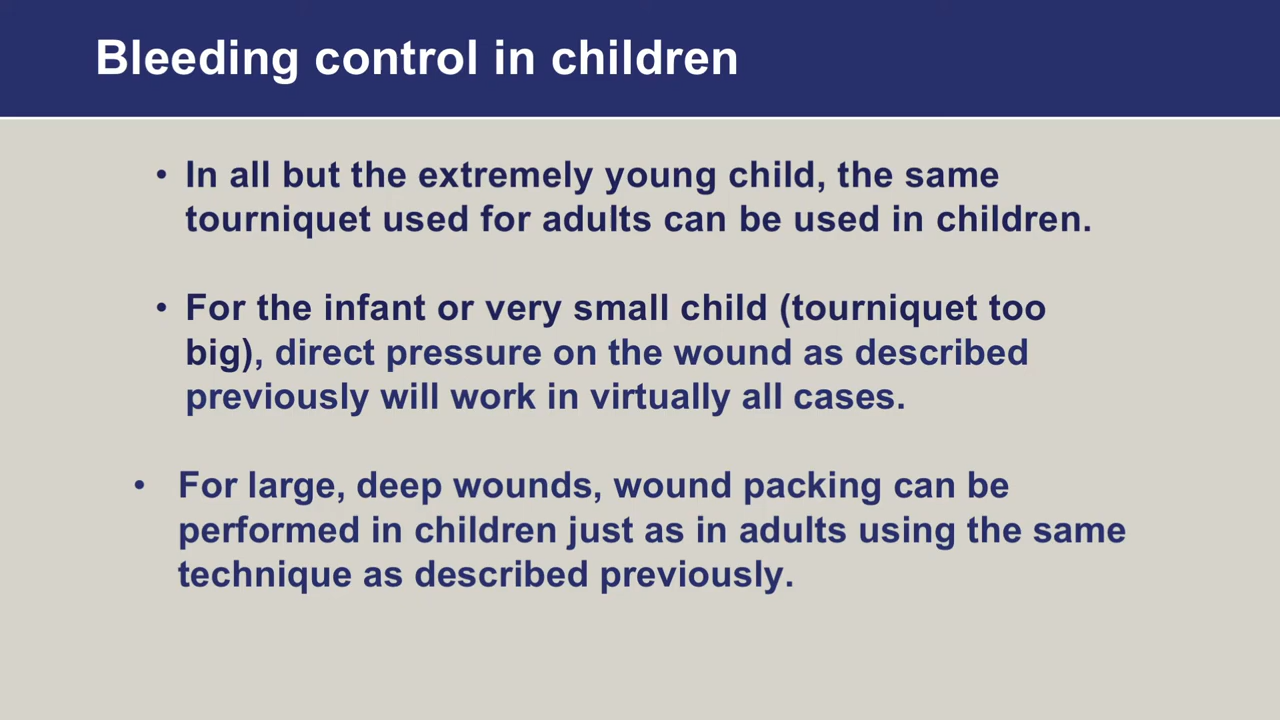 Bleeding control in children
• In all but the extremely young child, the same
tourniquet used for adults can be used in children.
• For the infant or very small child (tourniquet too
big), direct pressure on the wound as described
previously will work in virtually all cases.
• For large, deep wounds, wound packing can be
performed in children just as in adults using the same
technique as described previously.